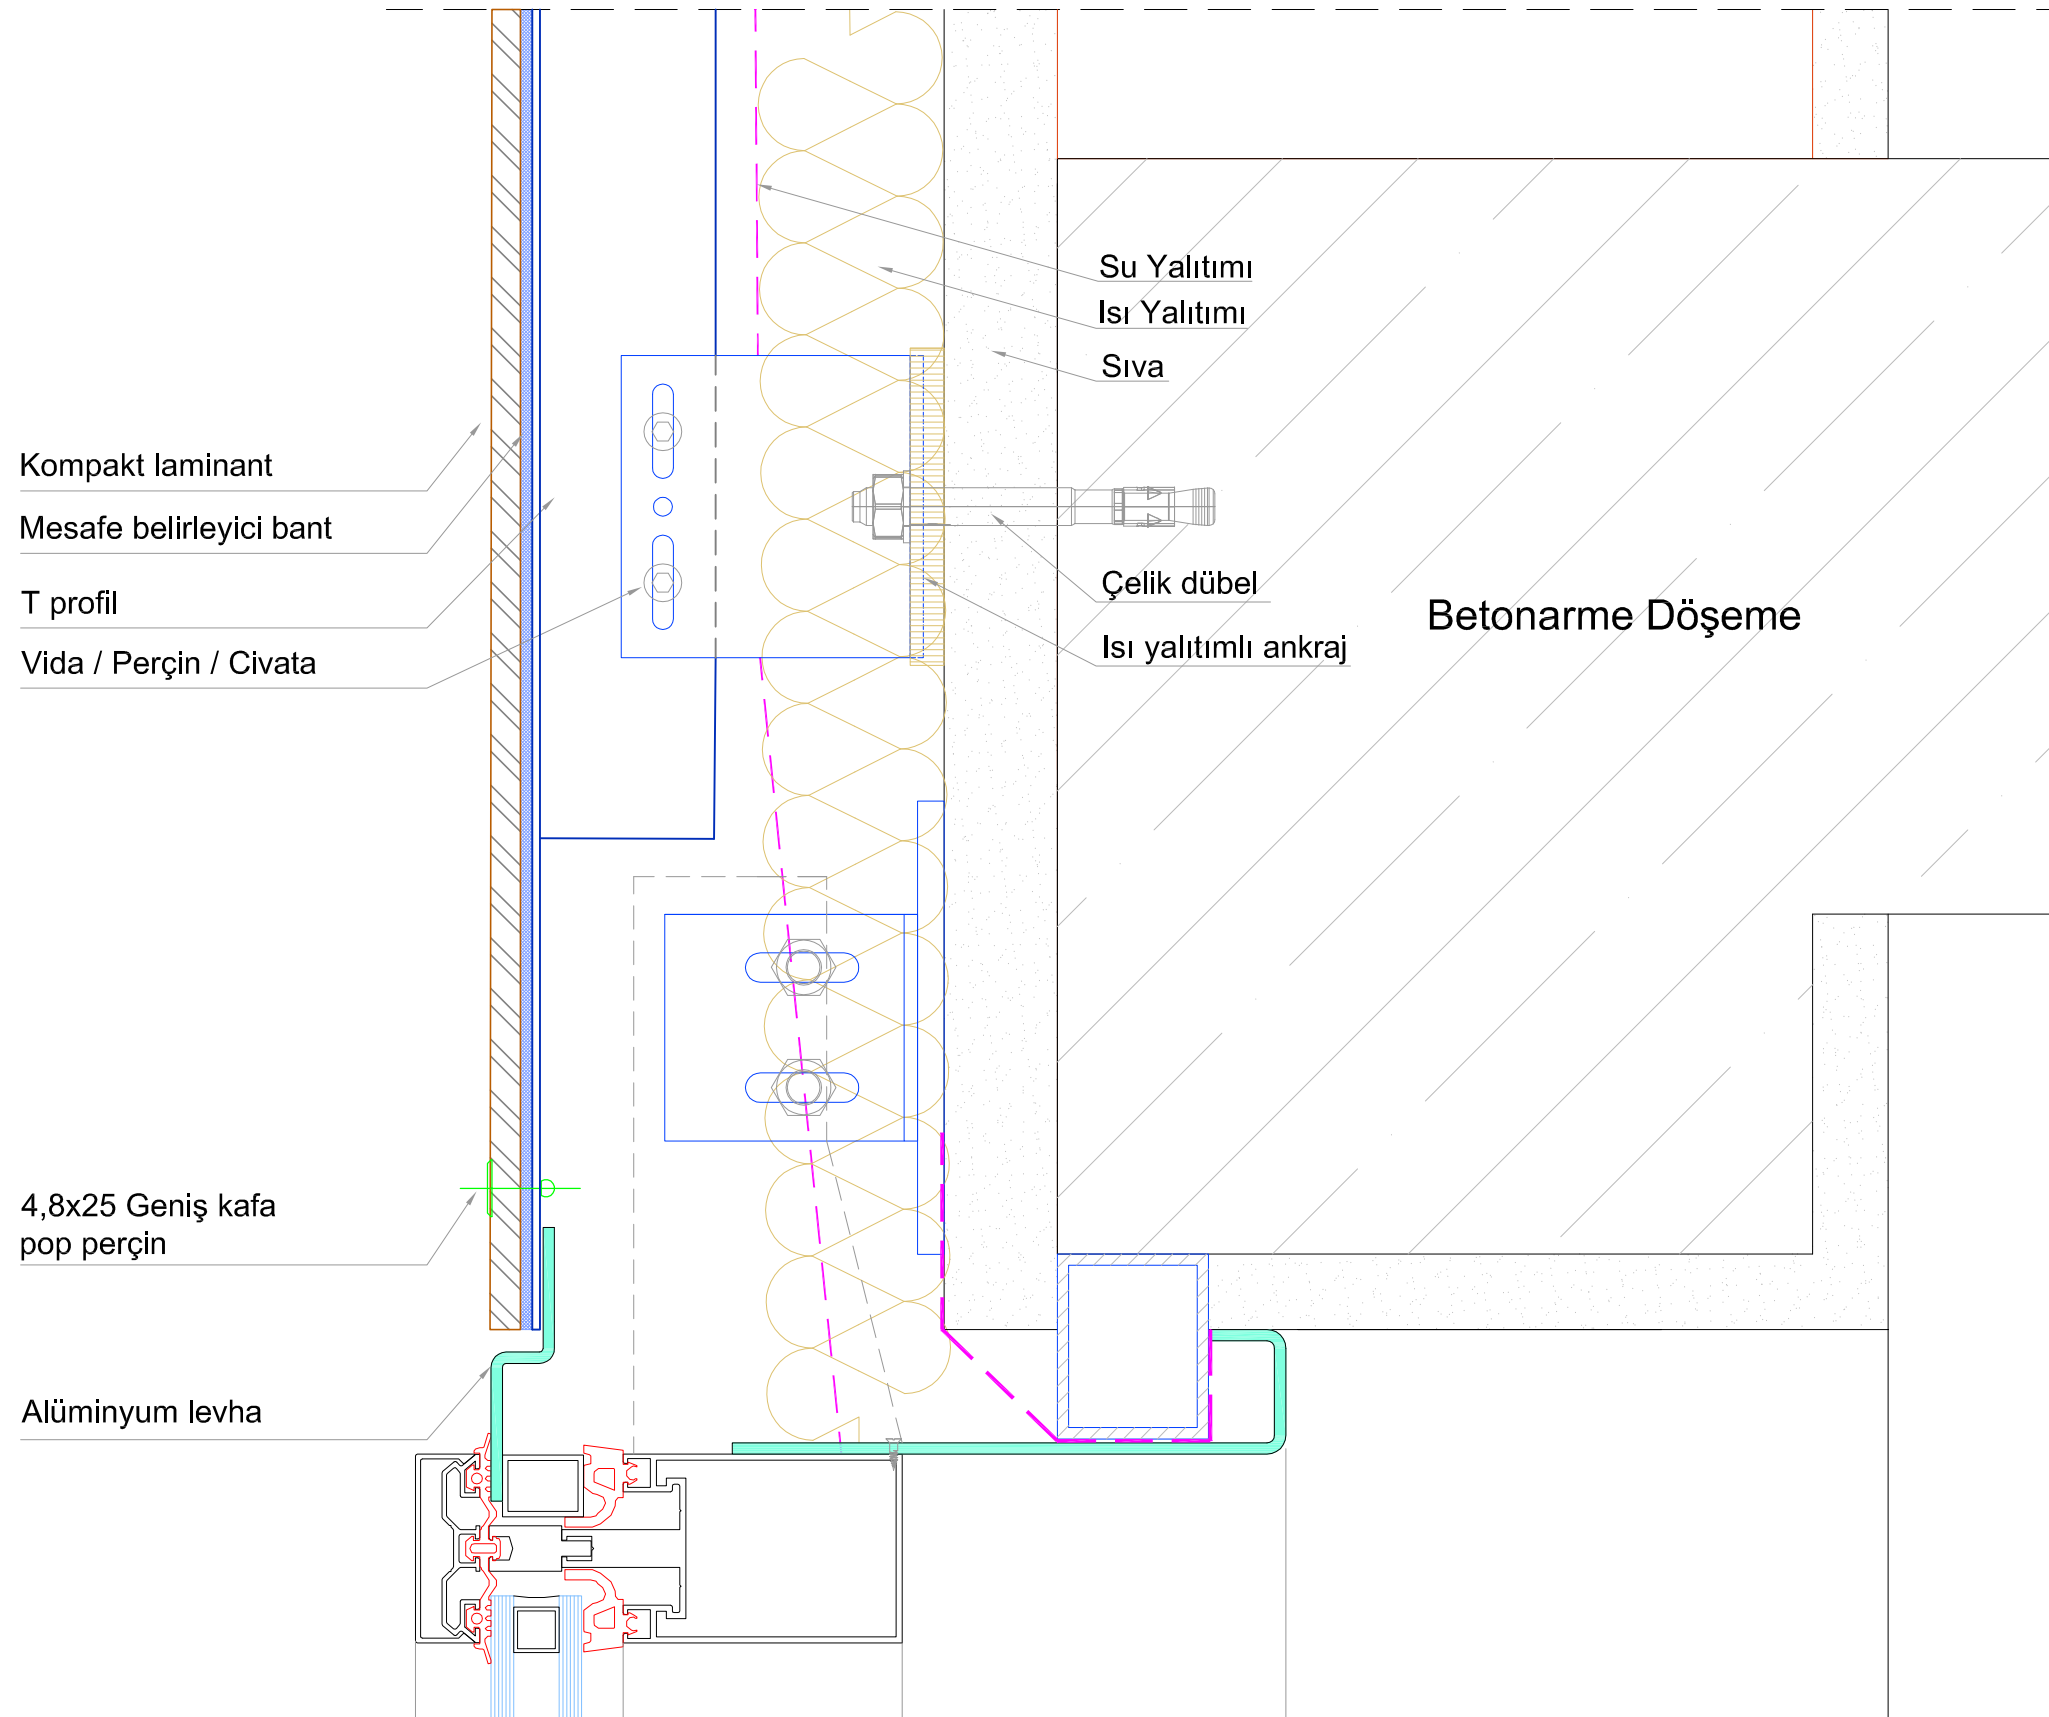 Su Yalıtımı
Isı Yalıtımı
Sıva
Kompakt laminant
Mesafe belirleyici bant
T profil
Vida / Perçin / Civata
Çelik dübel
Isı yalıtımlı ankraj
Betonarme Döşeme
4,8x25 Geniş kafa
pop perçin
Alüminyum levha